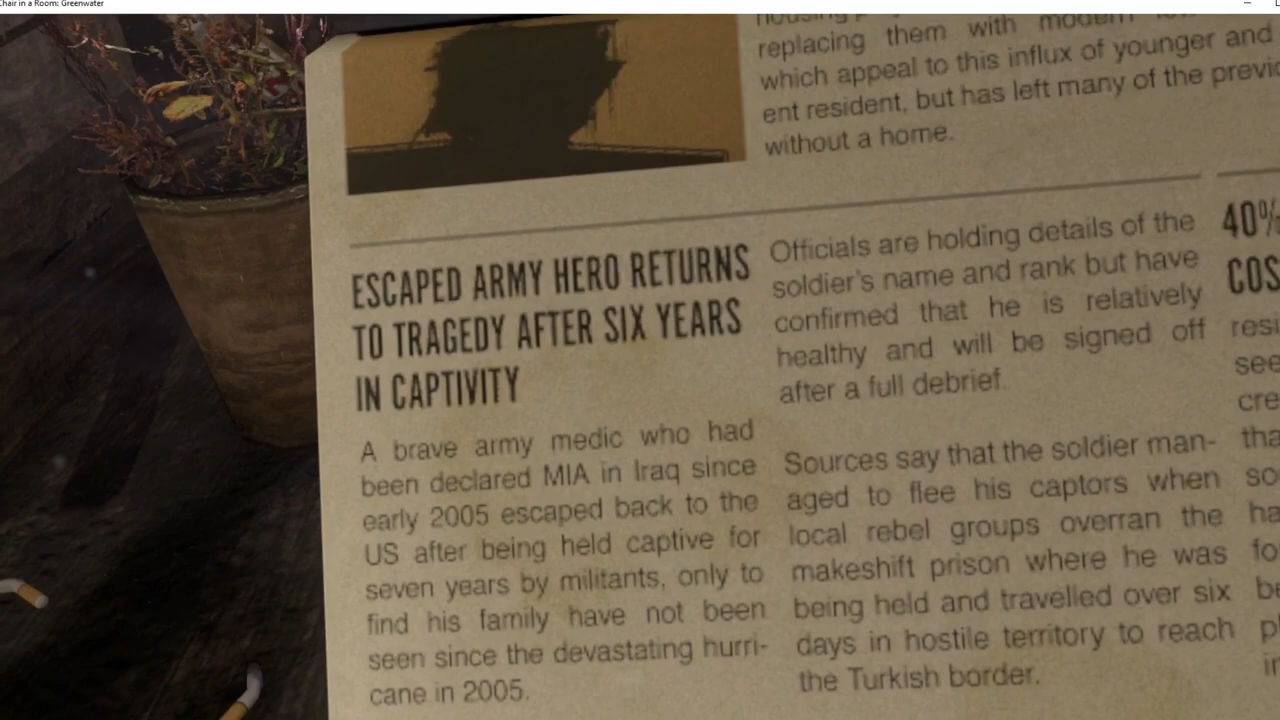 Chair in a Room: Greenwater
replacing them with modern
which appeal to this influx of younger and
ent resident, but has left many of the
without a home.
ESCAPED ARMY HERO RETURNS
TO TRAGEDY AFTER SIX YEARS
IN CAPTIVITY
A brave army medic who had
been declared MIA in Iraq since
early 2005 escaped back to the
US after being held captive for
seven years by militants, only to
find his family have not been
seen since the devastating hurri-
cane in 2005.
Officials are holding details of the
soldier's name and rank but have
confirmed that he is relatively
healthy and will be signed off
after a full debrief.
Sources say that the soldier man-
aged to flee his captors when
local rebel groups overran the
makeshift prison where he was
being held and travelled over six
days in hostile territory to reach
the Turkish border.
40%
COS